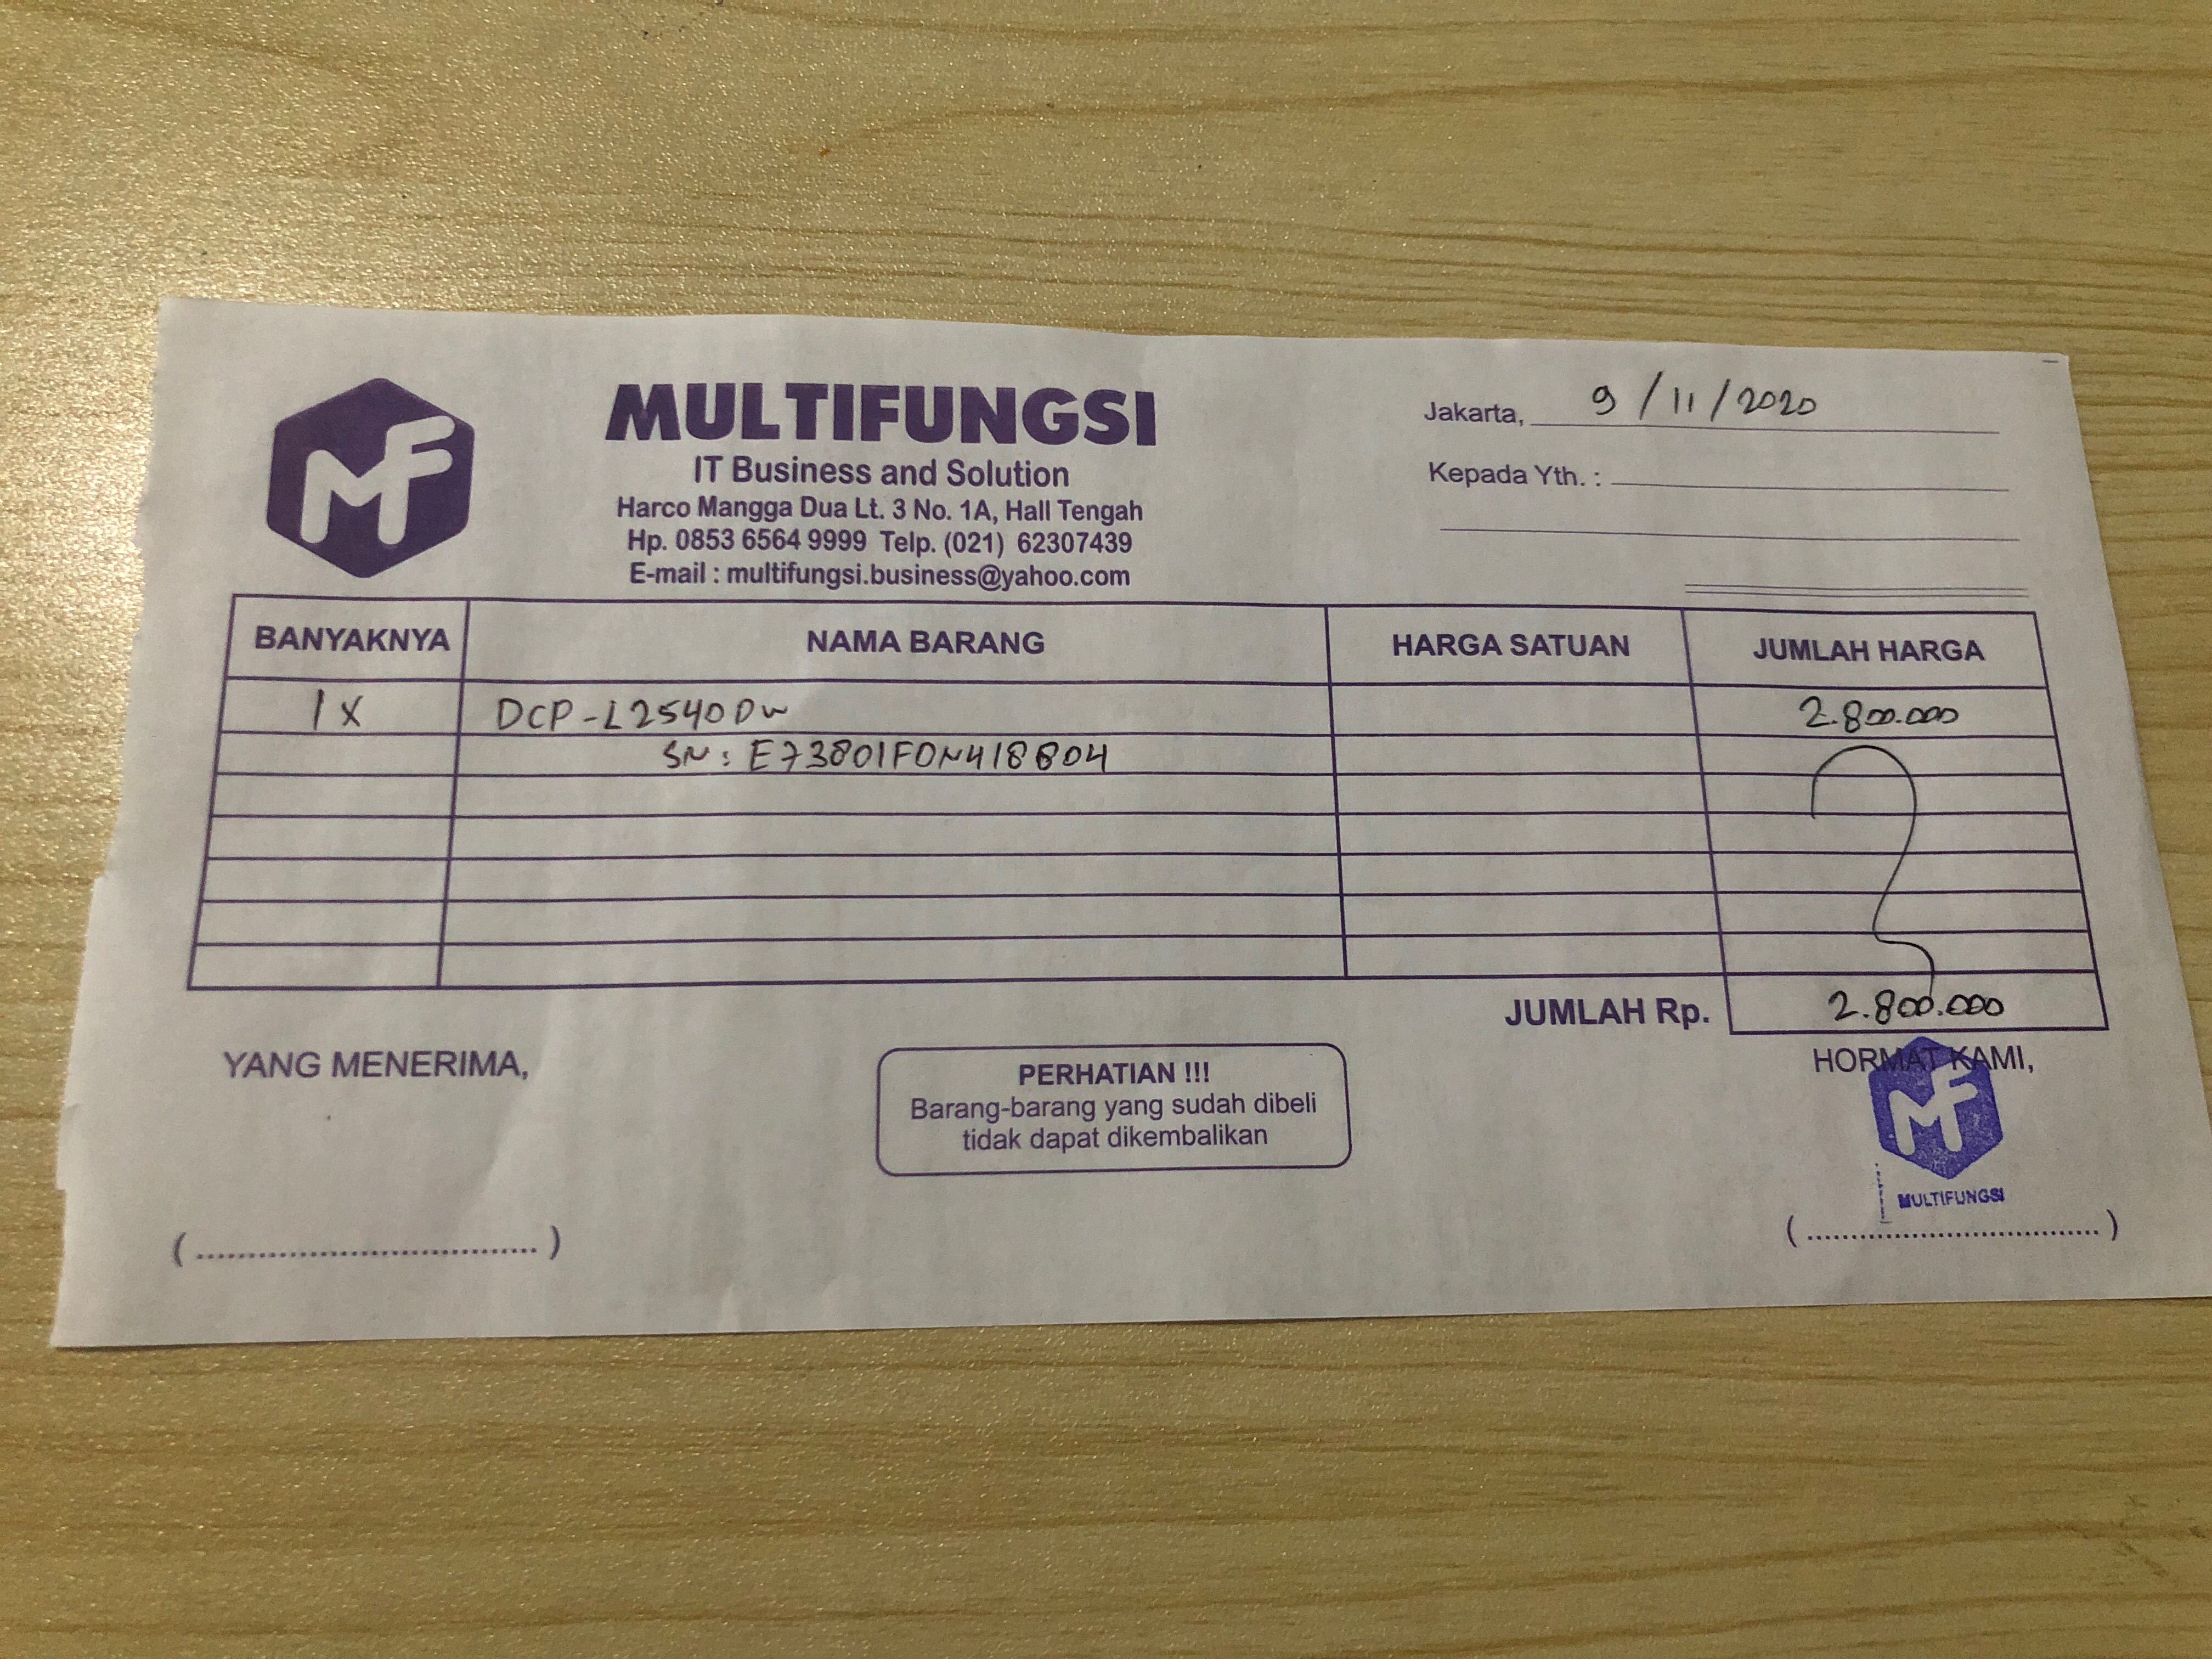 MF
MULTIFUNGSI
IT Business and Solution
Harco Mangga Dua Lt. 3 No. 1A, Hall Tengah
Hp. 0853 6564 9999 Telp. (021) 62307439
E-mail : multifungsi.business@yahoo.com
Jakarta, 9/11/2020
Kepada Yth. :
BANYAKNYA NAMA BARANG HARGA SATUAN JUMLAH HARGA
1 X DCP-L2540DW 2.800.000
SN : E73801F0N418804
JUMLAH Rp. 2.800.000
YANG MENERIMA,
PERHATIAN !!!
Barang-barang yang sudah dibeli
tidak dapat dikembalikan
HORMAT KAMI,
MF
MULTIFUNGSI
(....................................)
(....................................)